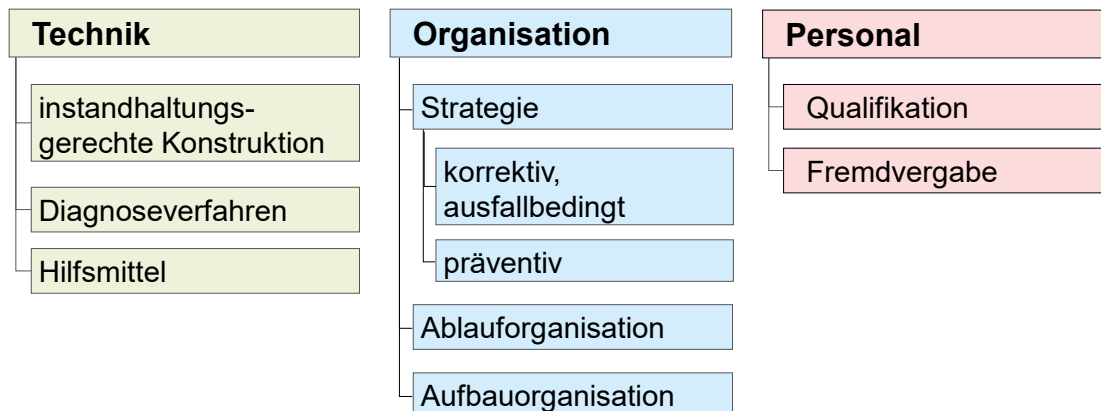 Technik
instandhaltungs-
gerechte Konstruktion
Diagnoseverfahren
Hilfsmittel
Organisation
Strategie
korrektiv,
ausfallbedingt
präventiv
Ablauforganisation
Aufbauorganisation
Personal
Qualifikation
Fremdvergabe